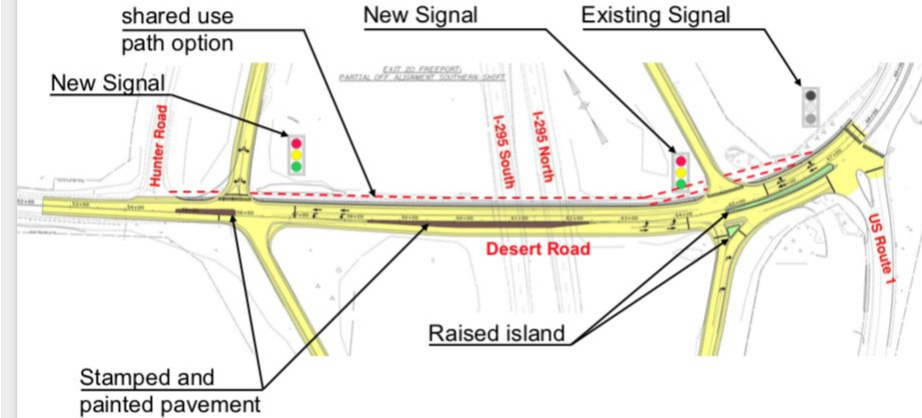 shared use
path option
New Signal
Existing Signal
EXIT 20 FREEPORT:
PARTIAL OFF ALIGNMENT SOUTHERN SHIFT
New Signal
Hunter Road
I-295 South
I-295 North
Desert Road
US Route 1
Raised island
Stamped and
painted pavement